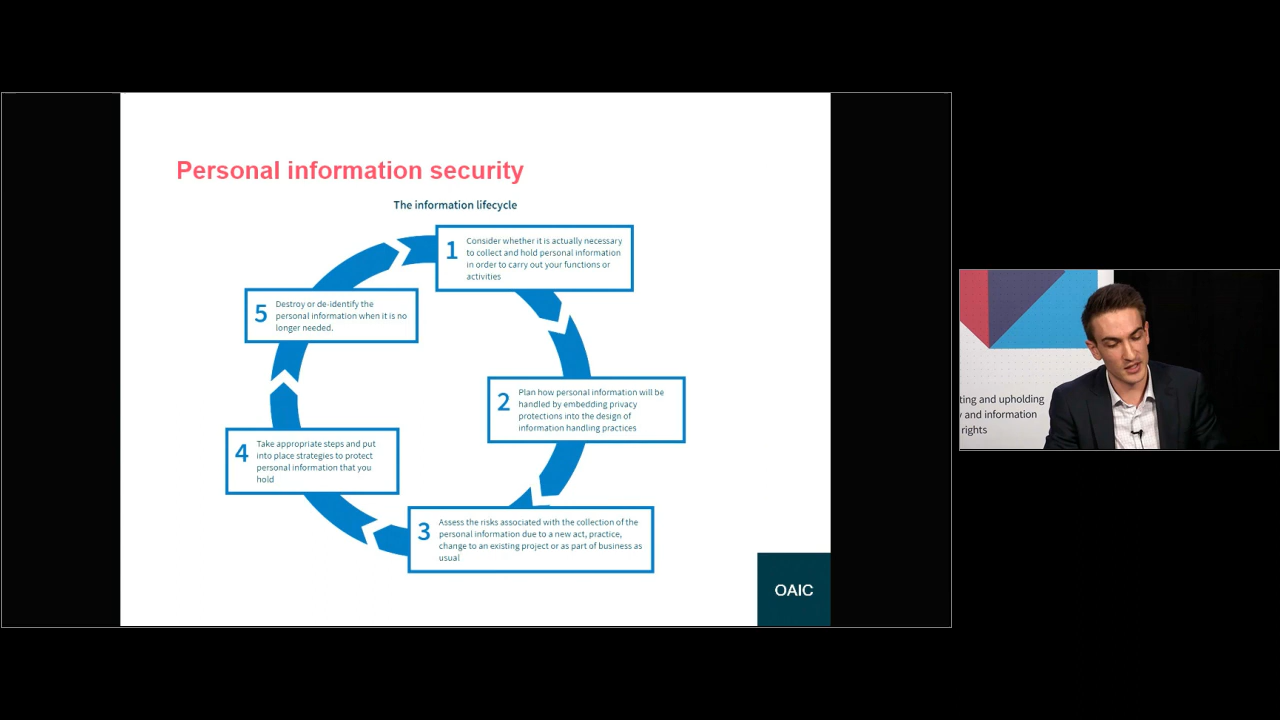 Personal information security
The information lifecycle
1
Consider whether it is actually necessary
to collect and hold personal information
in order to carry out your functions or
activities
2
Plan how personal information will be
handled by embedding privacy
protections into the design of
information handling practices
3
Assess the risks associated with the collection of the
personal information due to a new act, practice,
change to an existing project or as part of business as
usual
4
Take appropriate steps and put
into place strategies to protect
personal information that you
hold
5
Destroy or de-identify the
personal information when it is no
longer needed.
OAIC
ting and upholding
y and information
rights